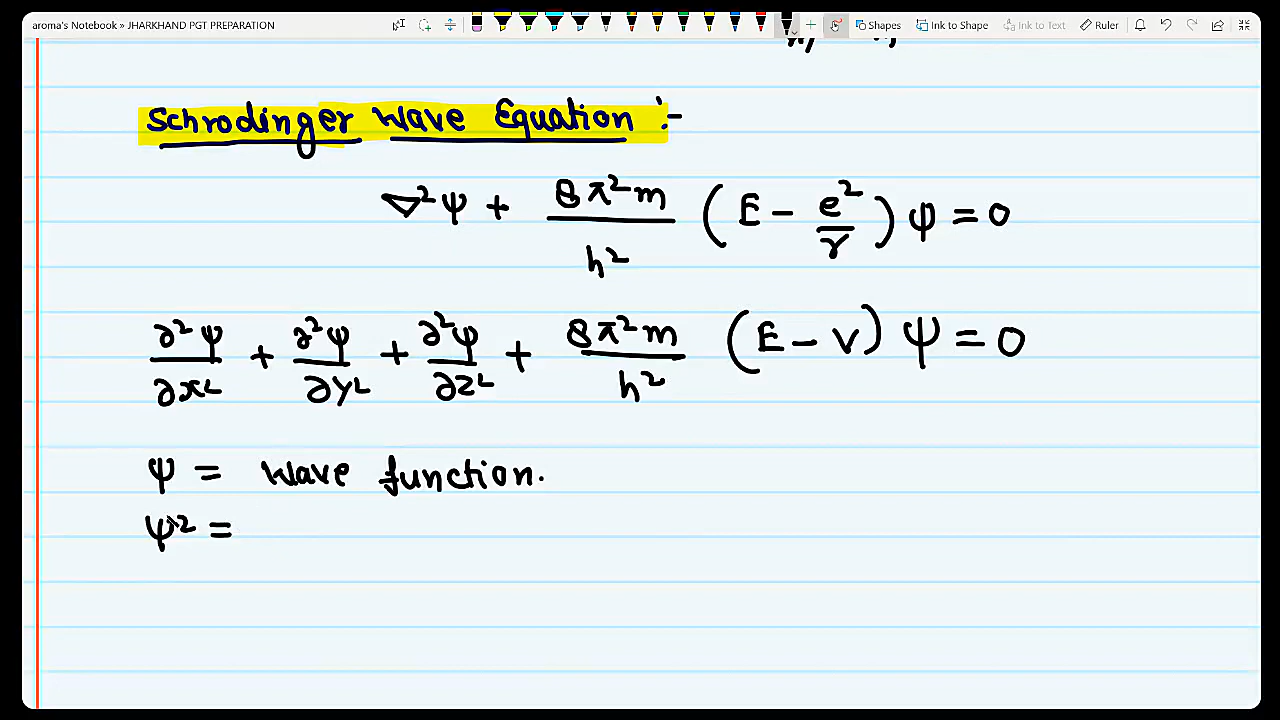 aroma's Notebook » JHARKHAND PGT PREPARATION Shapes Ink to Shape Ink to Text Ruler
Schrodinger Wave Equation :-
∇²ψ + 8π²m/h² (E - e²/r) ψ = 0
∂²ψ/∂x² + ∂²ψ/∂y² + ∂²ψ/∂z² + 8π²m/h² (E - V) ψ = 0
ψ = Wave function.
ψ² =